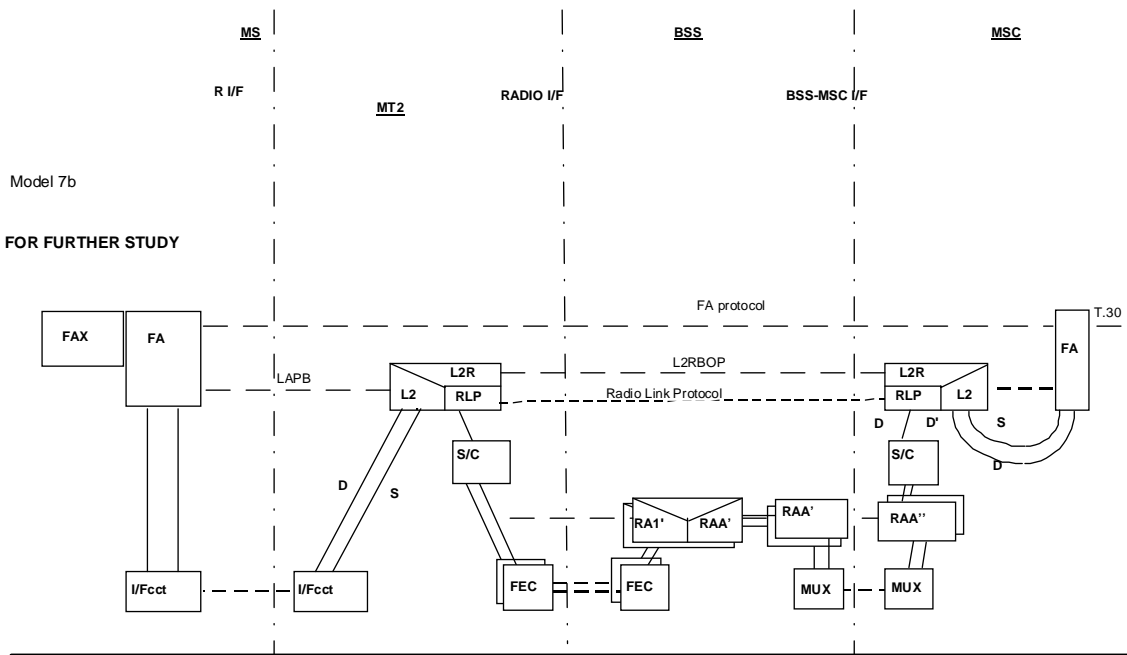 MS
BSS
MSC
R I/F
MT2
RADIO I/F
BSS-MSC I/F
Model 7b
FOR FURTHER STUDY
FA protocol
T.30
FAX
FA
FA
LAPB
L2R
L2RBOP
L2R
L2
RLP
Radio Link Protocol
RLP
L2
D
D'
S
S/C
S/C
D
D
S
RA1'
RAA'
RAA'
RAA''
I/Fcct
I/Fcct
FEC
FEC
MUX
MUX